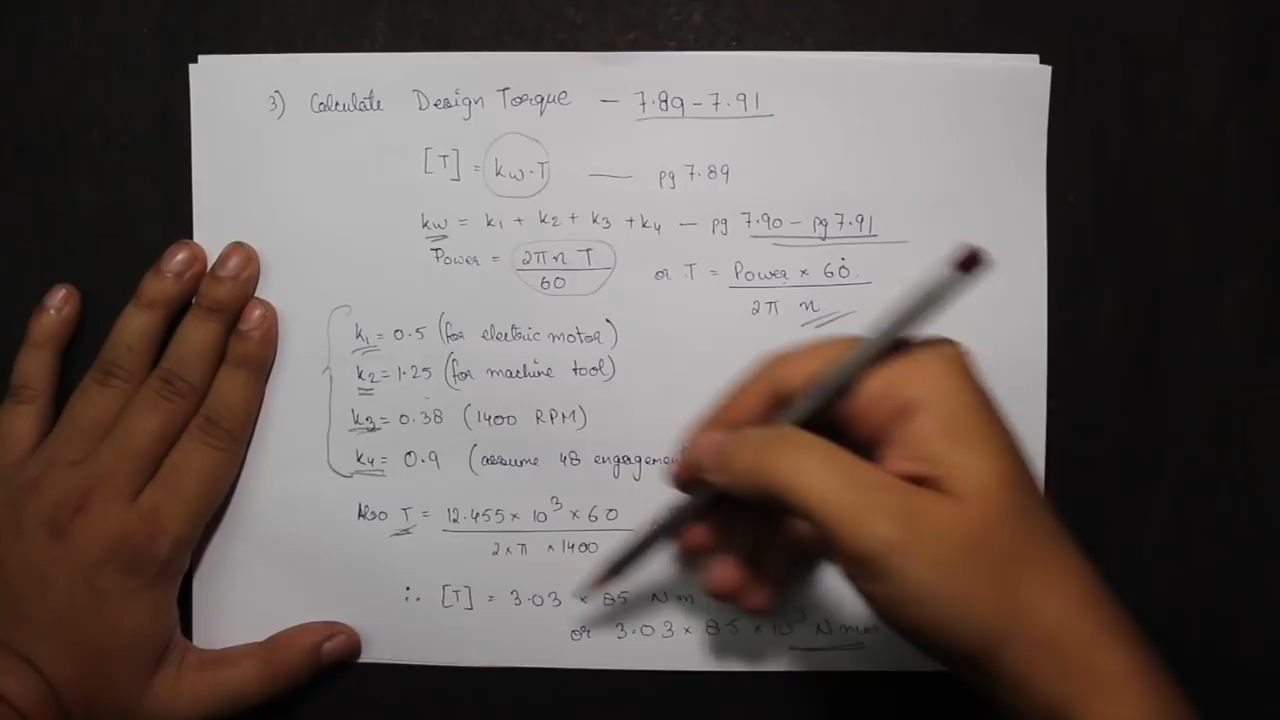 3) Calculate Design Torque – 7.89 – 7.91
[T] = kw·T — pg 7.89
kw = k1 + k2 + k3 + k4 – pg 7.90 – pg 7.91
Power = 2πn T / 60 or T = Power × 60 / 2π n
k1 = 0.5 (for electric motor)
k2 = 1.25 (for machine tool)
k3 = 0.38 (1400 RPM)
k4 = 0.9 (assume 48 engagement
Also T = 12.455 × 10³ × 60 / 2 × π × 1400
∴ [T] = 3.03 × 85 Nm
or 3.03 × 85 × 10³ Nmm